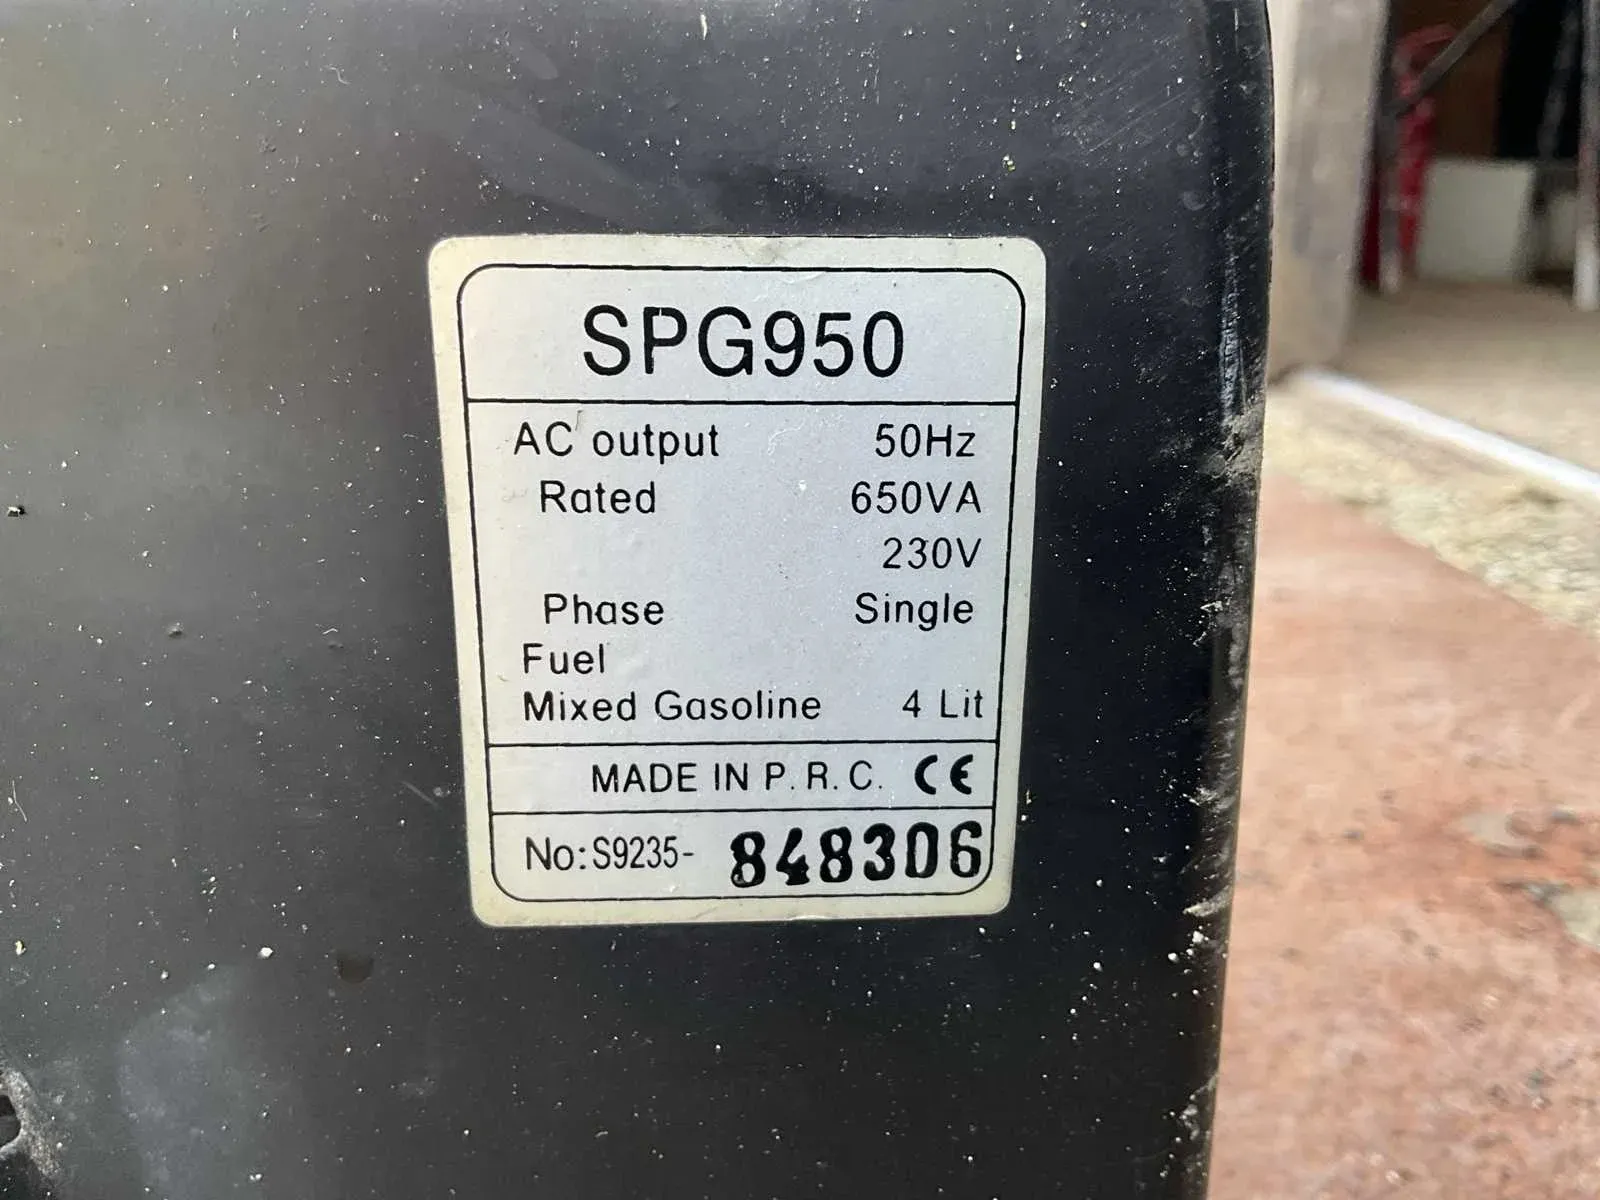 SPG950
AC output 50Hz
Rated 650VA
230V
Phase Single
Fuel
Mixed Gasoline 4 Lit
MADE IN P. R. C. CE
No:S9235- 848306